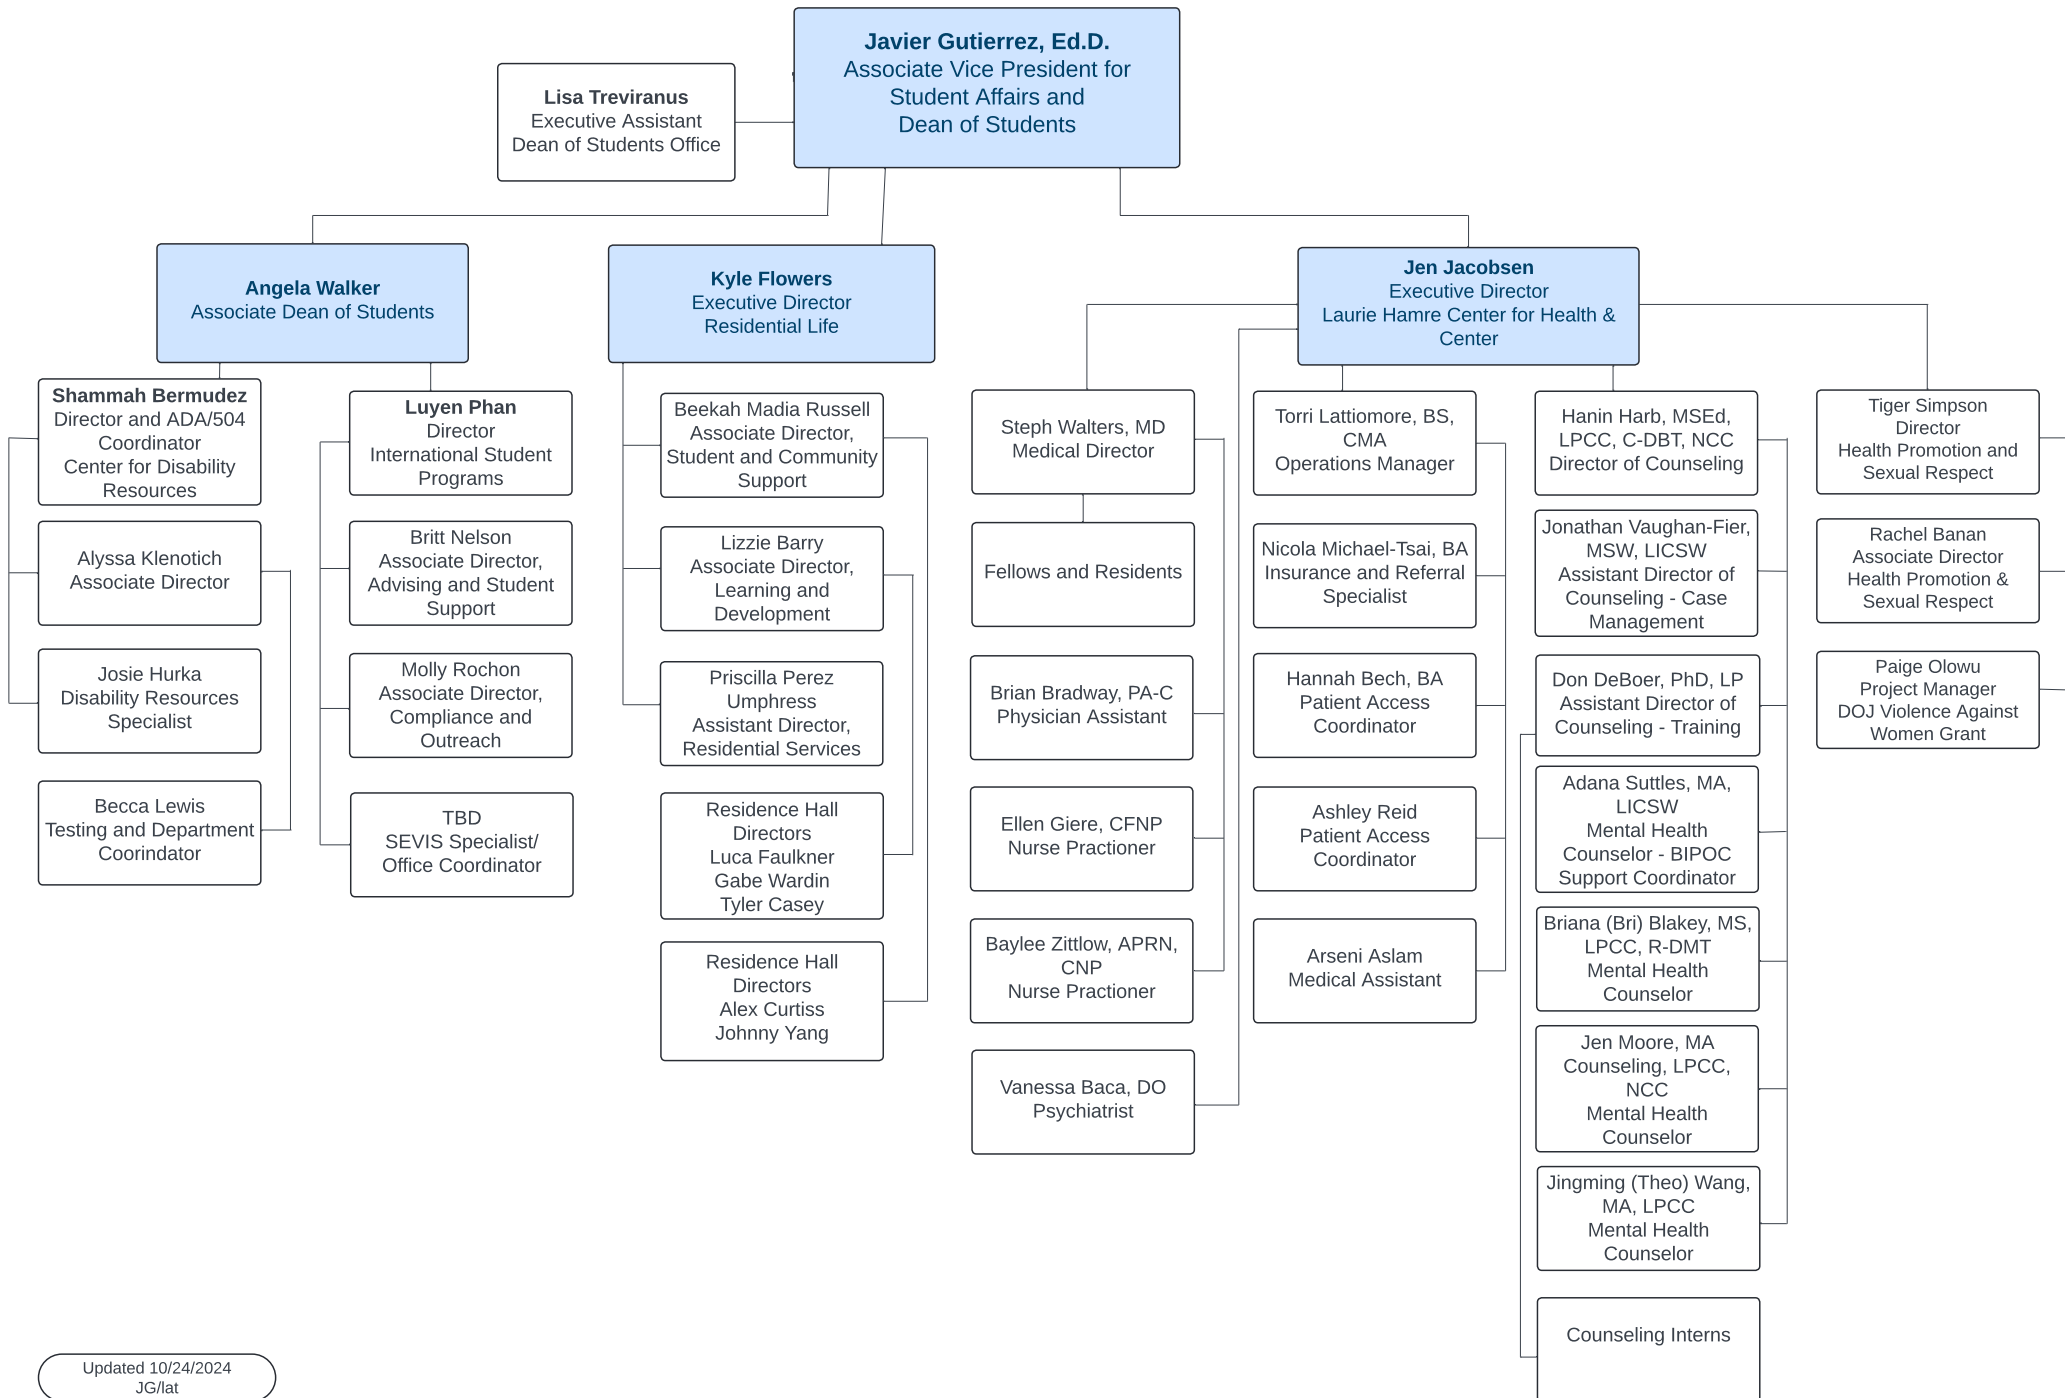 Javier Gutierrez, Ed.D.
Associate Vice President for
Student Affairs and
Dean of Students
Lisa Treviranus
Executive Assistant
Dean of Students Office
Angela Walker
Associate Dean of Students
Kyle Flowers
Executive Director
Residential Life
Jen Jacobsen
Executive Director
Laurie Hamre Center for Health &
Center
Shammah Bermudez
Director and ADA/504
Coordinator
Center for Disability
Resources
Alyssa Klenotich
Associate Director
Josie Hurka
Disability Resources
Specialist
Becca Lewis
Testing and Department
Coorindator
Luyen Phan
Director
International Student
Programs
Britt Nelson
Associate Director,
Advising and Student
Support
Molly Rochon
Associate Director,
Compliance and
Outreach
TBD
SEVIS Specialist/
Office Coordinator
Beekah Madia Russell
Associate Director,
Student and Community
Support
Lizzie Barry
Associate Director,
Learning and
Development
Priscilla Perez
Umphress
Assistant Director,
Residential Services
Residence Hall
Directors
Luca Faulkner
Gabe Wardin
Tyler Casey
Residence Hall
Directors
Alex Curtiss
Johnny Yang
Steph Walters, MD
Medical Director
Fellows and Residents
Brian Bradway, PA-C
Physician Assistant
Ellen Giere, CFNP
Nurse Practioner
Baylee Zittlow, APRN,
CNP
Nurse Practioner
Vanessa Baca, DO
Psychiatrist
Torri Lattiomore, BS,
CMA
Operations Manager
Nicola Michael-Tsai, BA
Insurance and Referral
Specialist
Hannah Bech, BA
Patient Access
Coordinator
Ashley Reid
Patient Access
Coordinator
Arseni Aslam
Medical Assistant
Hanin Harb, MSEd,
LPCC, C-DBT, NCC
Director of Counseling
Jonathan Vaughan-Fier,
MSW, LICSW
Assistant Director of
Counseling - Case
Management
Don DeBoer, PhD, LP
Assistant Director of
Counseling - Training
Adana Suttles, MA,
LICSW
Mental Health
Counselor - BIPOC
Support Coordinator
Briana (Bri) Blakey, MS,
LPCC, R-DMT
Mental Health
Counselor
Jen Moore, MA
Counseling, LPCC,
NCC
Mental Health
Counselor
Jingming (Theo) Wang,
MA, LPCC
Mental Health
Counselor
Counseling Interns
Tiger Simpson
Director
Health Promotion and
Sexual Respect
Rachel Banan
Associate Director
Health Promotion &
Sexual Respect
Paige Olowu
Project Manager
DOJ Violence Against
Women Grant
Updated 10/24/2024
JG/lat